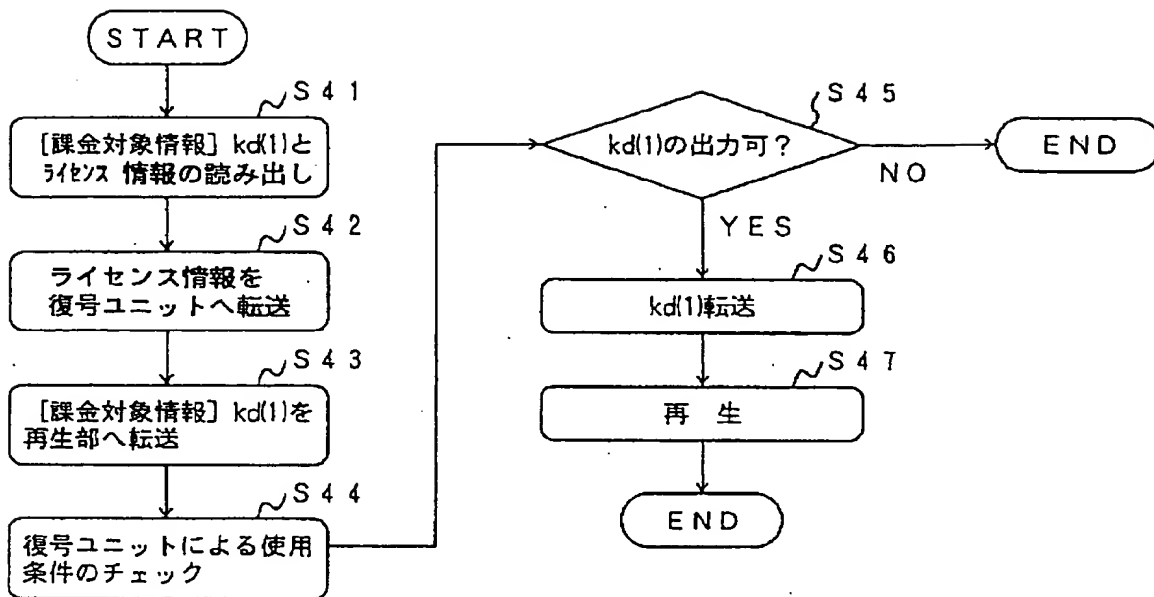 START
S41
[課金対象情報] kd(1)と
ライセンス 情報の読み出し
S42
ライセンス情報を
復号ユニットへ転送
S43
[課金対象情報] kd(1)を
再生部へ転送
S44
復号ユニットによる使用
条件のチェック
S45
kd(1)の出力可?
NO
END
YES
S46
kd(1)転送
S47
再 生
END